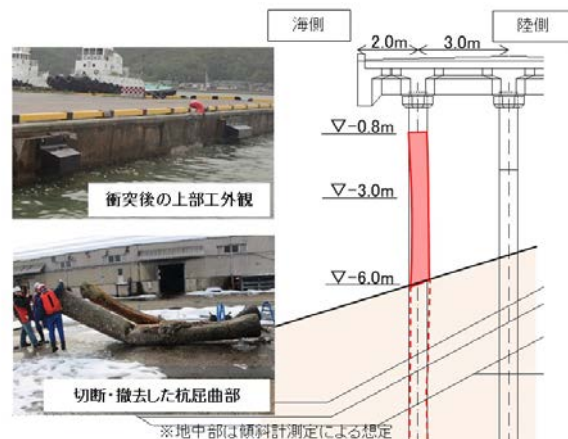 海側
陸側
2.0m
3.0m
▽-0.8m
▽-3.0m
▽-6.0m
衝突後の上部工外観
切断・撤去した杭屈曲部
※地中部は傾斜計測定による想定